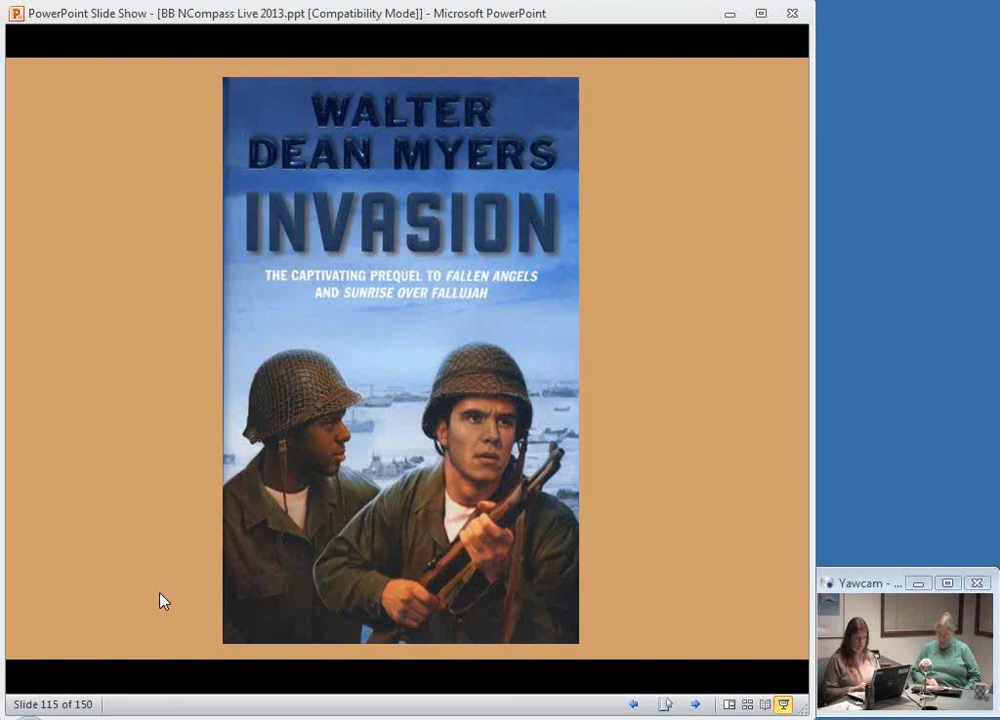 PowerPoint Slide Show - [BB NCompass Live 2013.ppt [Compatibility Mode]] - Microsoft PowerPoint
WALTER
DEAN MYERS
INVASION
THE CAPTIVATING PREQUEL TO FALLEN ANGELS
AND SUNRISE OVER FALLUJAH
Yawcam - ...
Slide 115 of 150